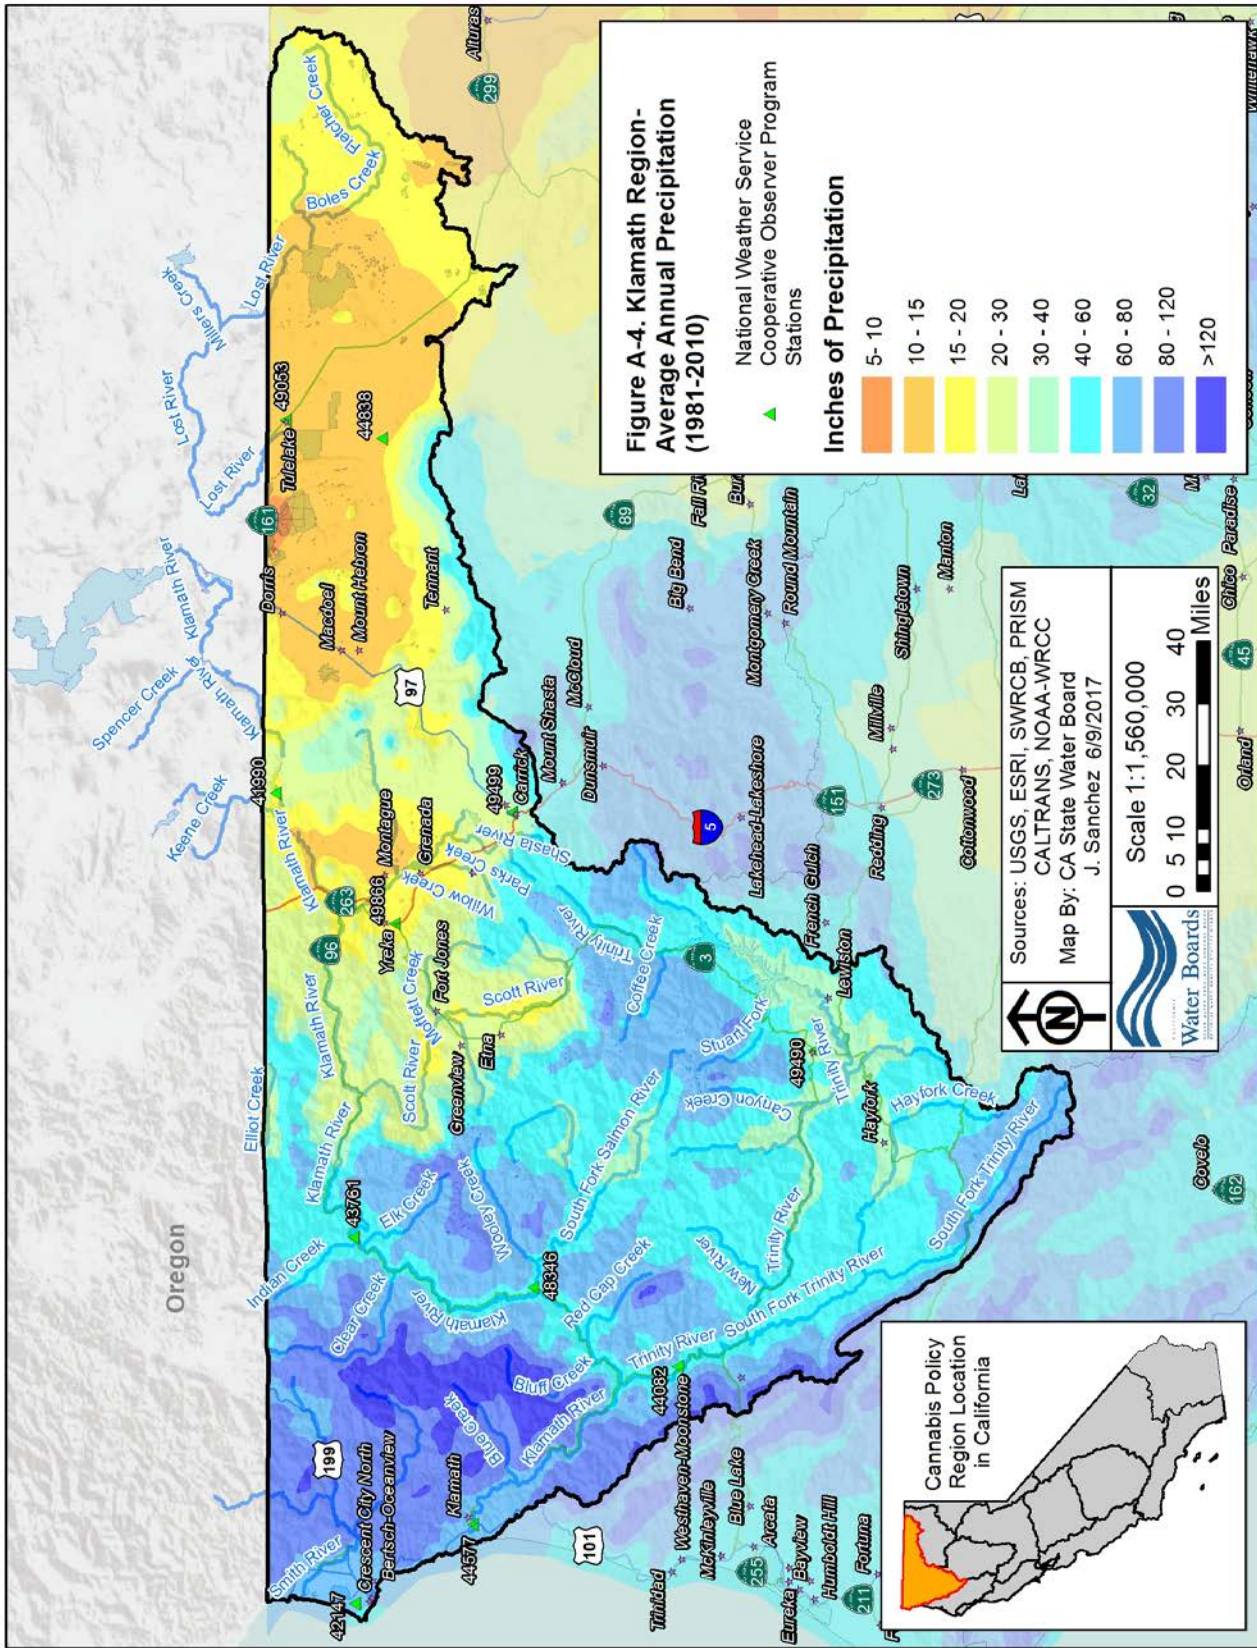 Oregon
Smith River
199
42147
Crescent City North
Bertsch-Oceanview
Klamath
44577
101
Blue Creek
Bluff Creek
Klamath River
Indian Creek
Clear Creek
43761
Elk Creek
Klamath River
Wooley Creek
48346
Red Cap Creek
South Fork Salmon River
Elliot Creek
Klamath River
Klamath River
96
263
Klamath River
41990
Yreka
49866
Montague
Grenada
Willow Creek
Parks Creek
Shasta River
Moffett Creek
Fort Jones
Scott River
Scott River
Greenview
Etna
49499
Carrick
Mount Shasta
McCloud
Dunsmuir
Keene Creek
Spencer Creek
Klamath River
Klamath River
Klamath River
Dorris
Macdoel
Mount Hebron
Tennant
97
161
Lost River
Lost River
Lost River
Millers Creek
Tulelake
49053
44838
Boles Creek
Fletcher Creek
Alturas
299
89
Fall Ri
Bur
Big Bend
Montgomery Creek
Round Mountain
Trinity River
Coffee Creek
3
Stuart Fork
Canyon Creek
49490
Trinity River
Lewiston
French Gulch
Lakehead-Lakeshore
5
151
Redding
273
Cottonwood
Millville
Shingletown
Manton
32
Paradise
Chico
45
Orland
Whitehawk
Hayfork
Hayfork Creek
New River
Trinity River
South Fork Trinity River
South Fork Trinity River
Trinity River
44082
Trinidad
Westhaven-Moonstone
McKinleyville
Blue Lake
Arcata
255
Eureka
Bayview
Humboldt Hill
211
Fortuna
Covelo
162
Figure A-4. Klamath Region-
Average Annual Precipitation
(1981-2010)
National Weather Service
Cooperative Observer Program
Stations
Inches of Precipitation
5- 10
10 - 15
15 - 20
20 - 30
30 - 40
40 - 60
60 - 80
80 - 120
>120
N
Sources: USGS, ESRI, SWRCB, PRISM
CALTRANS, NOAA-WRCC
Map By: CA State Water Board
J. Sanchez 6/9/2017
Water Boards
Scale 1:1,560,000
0 5 10 20 30 40
Miles
Cannabis Policy
Region Location
in California